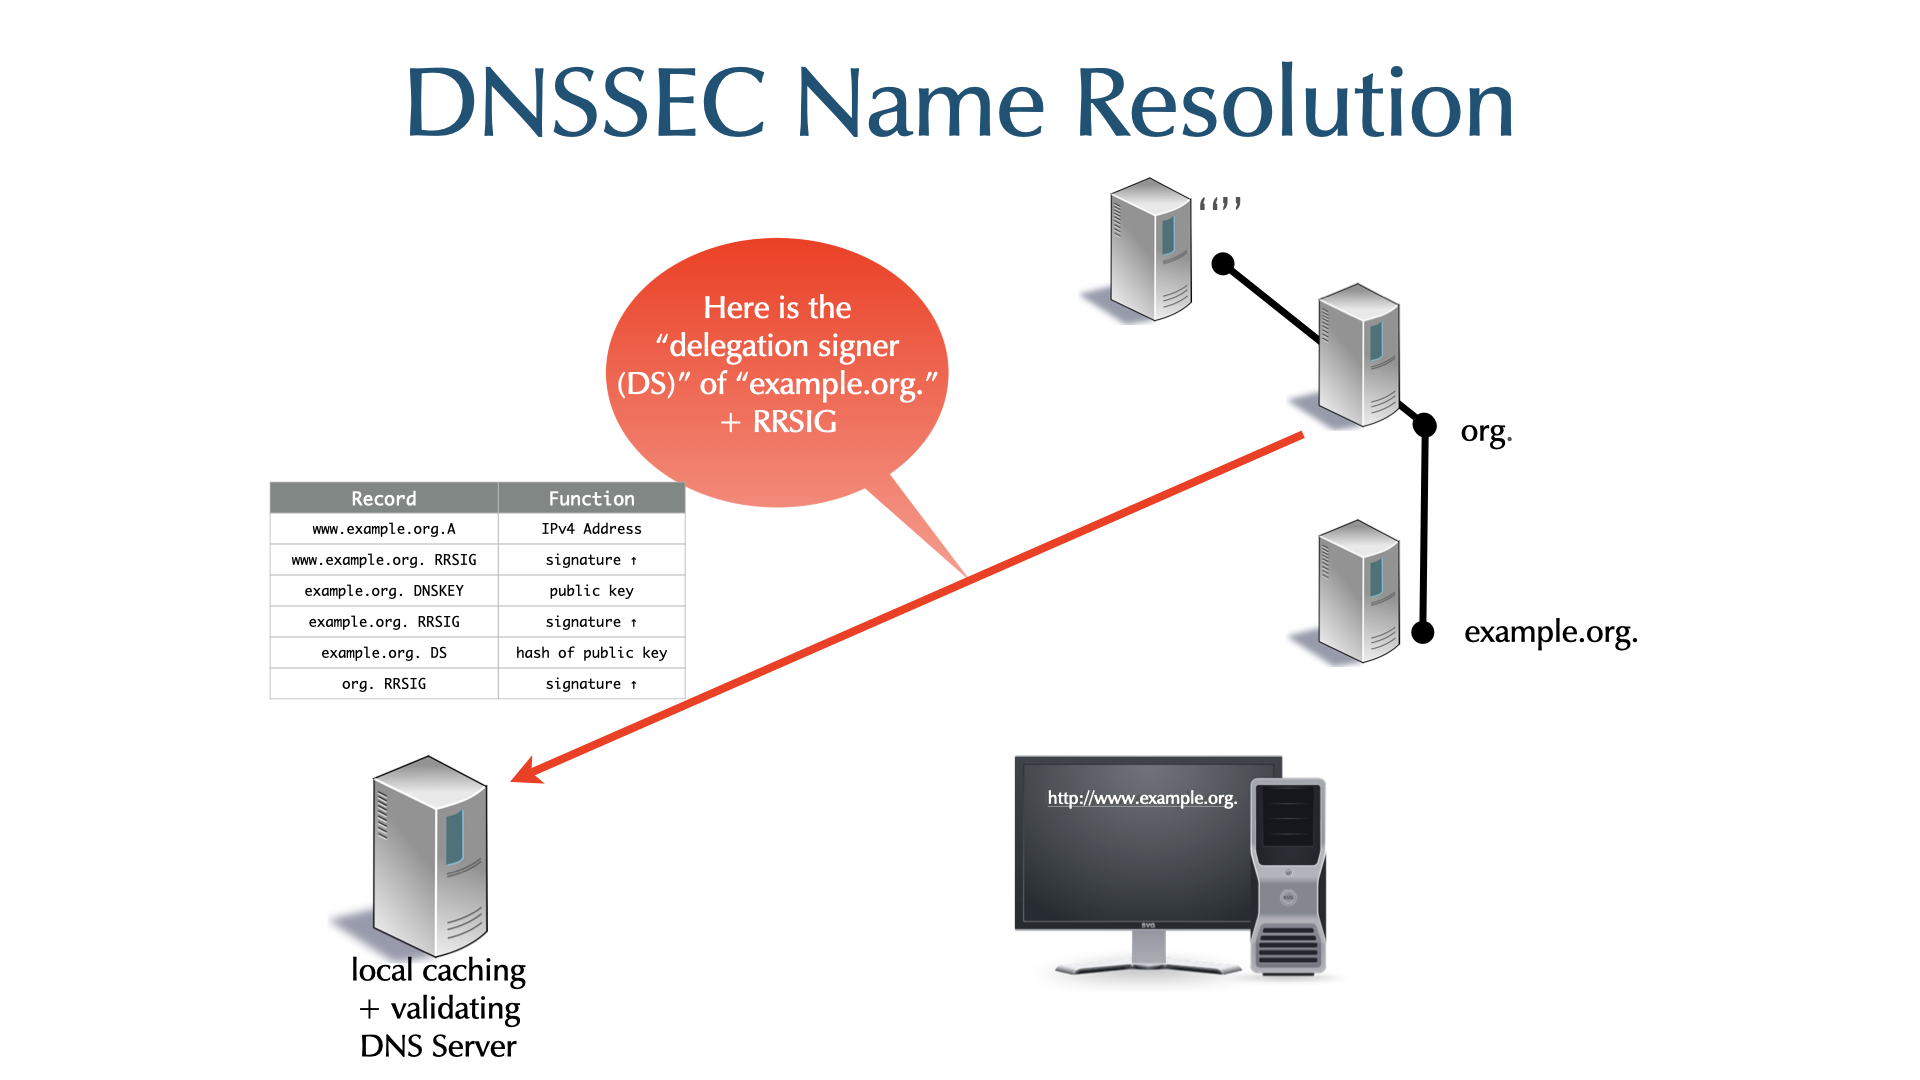 DNSSEC Name Resolution
“”
Here is the
“delegation signer
(DS)” of “example.org.”
+ RRSIG
org.
Record Function
www.example.org.A IPv4 Address
www.example.org. RRSIG signature ↑
example.org. DNSKEY public key
example.org. RRSIG signature ↑
example.org. DS hash of public key
org. RRSIG signature ↑
example.org.
http://www.example.org.
SVG
SVG
local caching
+ validating
DNS Server